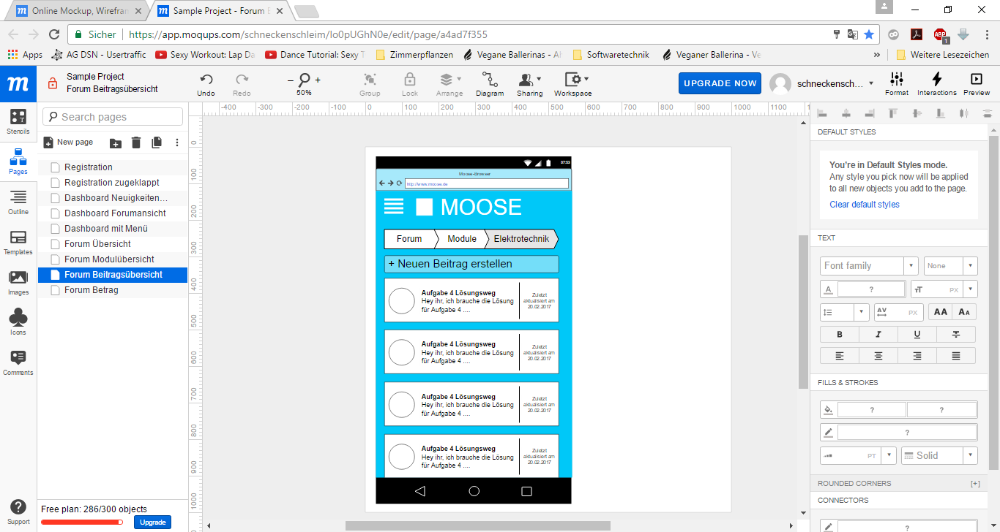 Online Mockup, Wirefram
Sample Project - Forum B
Sicher
https://app.moqups.com/schneckenschleim/Io0pUGhN0e/edit/page/a4ad7f355
Apps
AG DSN - Usertraffic
Sexy Workout: Lap Da
Dance Tutorial: Sexy T
Zimmerpflanzen
Vegane Ballerinas - Al
Softwaretechnik
Veganer Ballerina - Ve
»
Weitere Lesezeichen
ABP
1
m
Sample Project
Forum Beitragsübersicht
Undo
Redo
50%
Group
Lock
Arrange
Diagram
Sharing
Workspace
UPGRADE NOW
schneckensch...
Format
Interactions
Preview
Stencils
Pages
Outline
Templates
Images
Icons
Comments
Support
Search pages
New page
Registration
Registration zugeklappt
Dashboard Neuigkeiten...
Dashboard Forumansicht
Dashboard mit Menü
Forum Übersicht
Forum Modulübersicht
Forum Beitragsübersicht
Forum Betrag
Free plan: 286/300 objects
Upgrade
-400 -300 -200 -100 0 100 200 300 400 500 600 700 800 900 1000 1100
0
100
200
300
400
500
600
700
800
900
1000
07:53
Moose-Browser
http://www.moose.de
MOOSE
Forum
Module
Elektrotechnik
+ Neuen Beitrag erstellen
Aufgabe 4 Lösungsweg
Hey ihr, ich brauche die Lösung
für Aufgabe 4 ....
Zuletzt
aktualisiert am
20.02.2017
Aufgabe 4 Lösungsweg
Hey ihr, ich brauche die Lösung
für Aufgabe 4 ....
Zuletzt
aktualisiert am
20.02.2017
Aufgabe 4 Lösungsweg
Hey ihr, ich brauche die Lösung
für Aufgabe 4 ....
Zuletzt
aktualisiert am
20.02.2017
Aufgabe 4 Lösungsweg
Hey ihr, ich brauche die Lösung
für Aufgabe 4 ....
Zuletzt
aktualisiert am
20.02.2017
DEFAULT STYLES
You're in Default Styles mode.
Any style you pick now will be applied
to all new objects you add to the page.
Clear default styles
TEXT
Font family
None
A ?
TT PX
AV PX
AA AA
B I U S
FILLS & STROKES
? ?
?
PT
Solid
ROUNDED CORNERS [+]
CONNECTORS
?